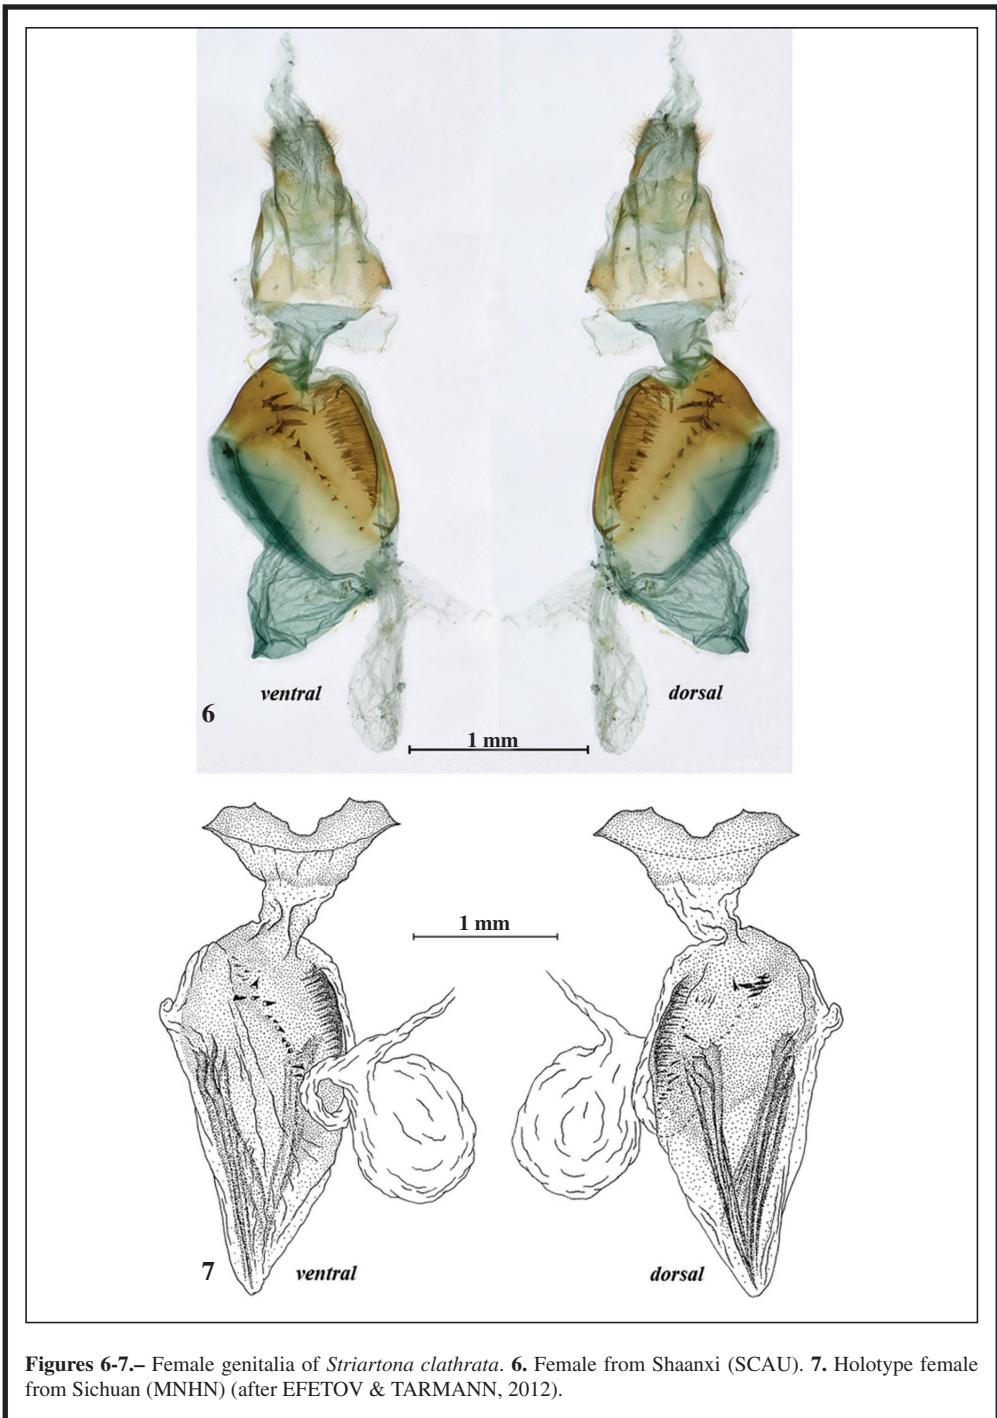 ventral
dorsal
6
1 mm
1 mm
7
ventral
dorsal
Figures 6-7.– Female genitalia of Striartona clathrata. 6. Female from Shaanxi (SCAU). 7. Holotype female
from Sichuan (MNHN) (after EFETOV & TARMANN, 2012).